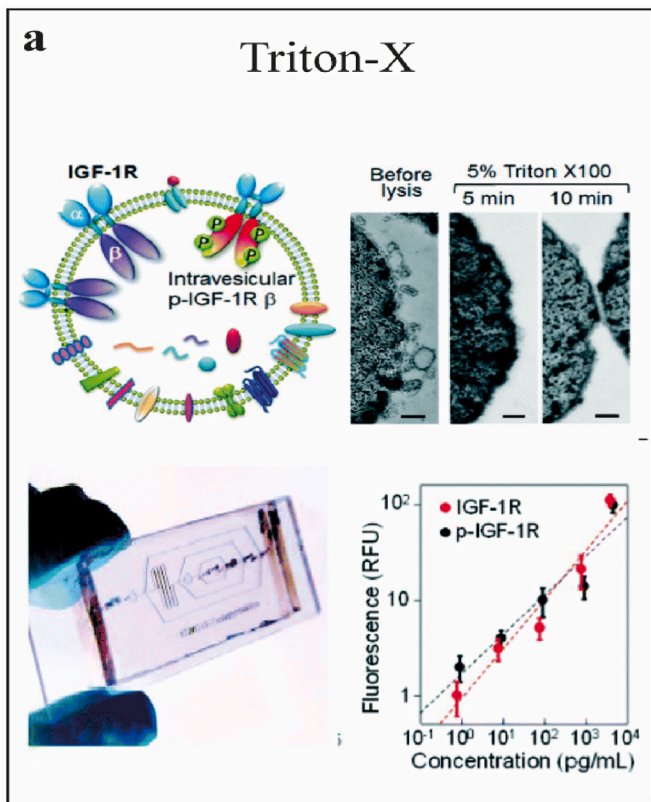 a
Triton-X
IGF-1R
α
β
P
P
P
P
Intravesicular
p-IGF-1R β
Before
lysis
5% Triton X100
5 min
10 min
Fluorescence (RFU)
10²
10
1
IGF-1R
p-IGF-1R
10⁻¹ 10⁰ 10¹ 10² 10³ 10⁴
Concentration (pg/mL)